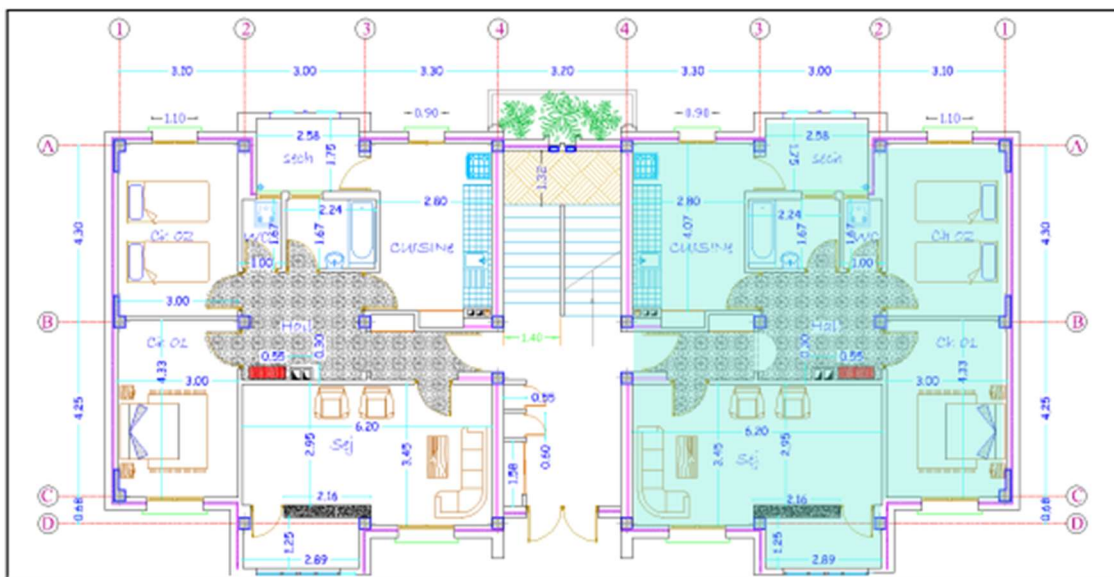 1 2 3 4 4 3 2 1
3.20 3.00 3.30 3.20 3.30 3.00 3.10
1.10 0.90 0.90 1.10
A 2.58 2.58 A
sech 1.75 1.32 1.75 sech
4.30 2.24 2.80 2.80 4.07 2.24 4.30
Ch 02 WC 1.67 1.67 CUISINE CUISINE 1.67 1.67 WC Ch 02
1.00 1.00
3.00 3.00
B Hall Hall B
Ch 01 1.40 Ch 01
0.55 0.30 0.30 0.55
3.00 4.33 4.33 3.00
4.25 0.55 4.25
6.20 6.20
2.95 Sej 3.45 1.58 0.60 3.45 Sej 2.95
C 2.16 2.16 C
0.68 0.68
D D
1.25 2.89 1.25 2.89